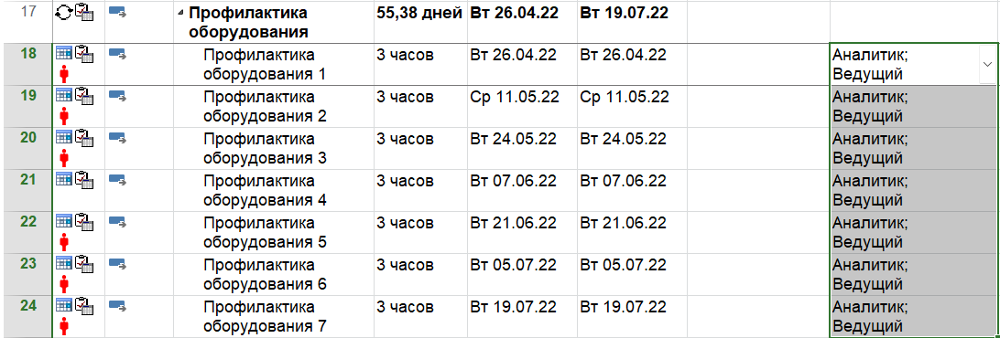 17 Профилактика оборудования 55,38 дней Вт 26.04.22 Вт 19.07.22
18 Профилактика оборудования 1 3 часов Вт 26.04.22 Вт 26.04.22 Аналитик; Ведущий
19 Профилактика оборудования 2 3 часов Ср 11.05.22 Ср 11.05.22 Аналитик; Ведущий
20 Профилактика оборудования 3 3 часов Вт 24.05.22 Вт 24.05.22 Аналитик; Ведущий
21 Профилактика оборудования 4 3 часов Вт 07.06.22 Вт 07.06.22 Аналитик; Ведущий
22 Профилактика оборудования 5 3 часов Вт 21.06.22 Вт 21.06.22 Аналитик; Ведущий
23 Профилактика оборудования 6 3 часов Вт 05.07.22 Вт 05.07.22 Аналитик; Ведущий
24 Профилактика оборудования 7 3 часов Вт 19.07.22 Вт 19.07.22 Аналитик; Ведущий